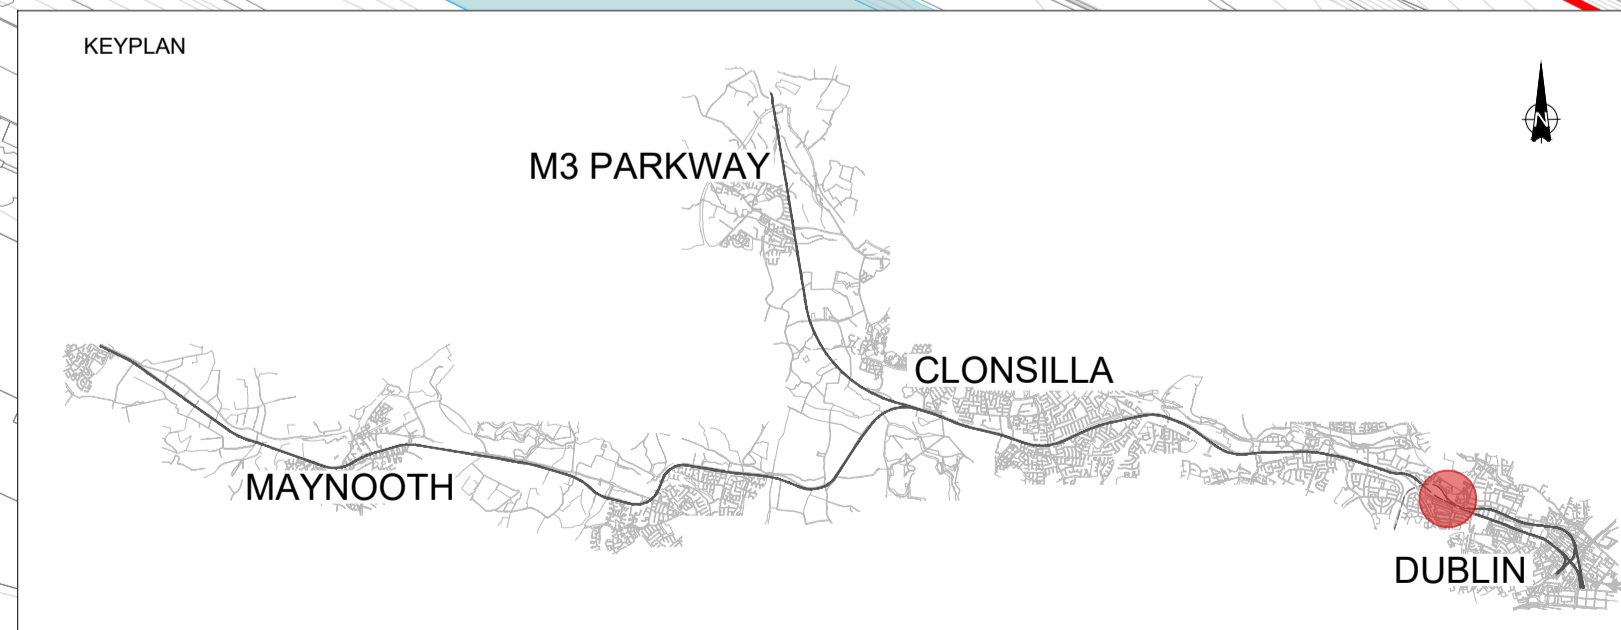 KEYPLAN
N
M3 PARKWAY
CLONSILLA
MAYNOOTH
DUBLIN